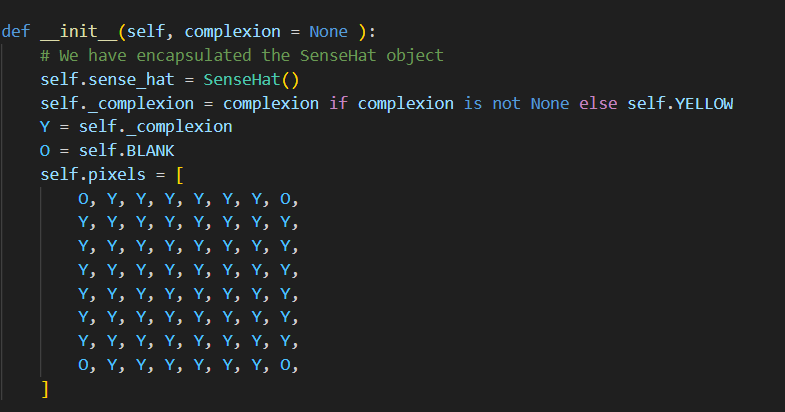 def __init__(self, complexion = None ):
    # We have encapsulated the SenseHat object
    self.sense_hat = SenseHat()
    self._complexion = complexion if complexion is not None else self.YELLOW
    Y = self._complexion
    O = self.BLANK
    self.pixels = [
        O, Y, Y, Y, Y, Y, Y, O,
        Y, Y, Y, Y, Y, Y, Y, Y,
        Y, Y, Y, Y, Y, Y, Y, Y,
        Y, Y, Y, Y, Y, Y, Y, Y,
        Y, Y, Y, Y, Y, Y, Y, Y,
        Y, Y, Y, Y, Y, Y, Y, Y,
        Y, Y, Y, Y, Y, Y, Y, Y,
        O, Y, Y, Y, Y, Y, Y, O,
    ]